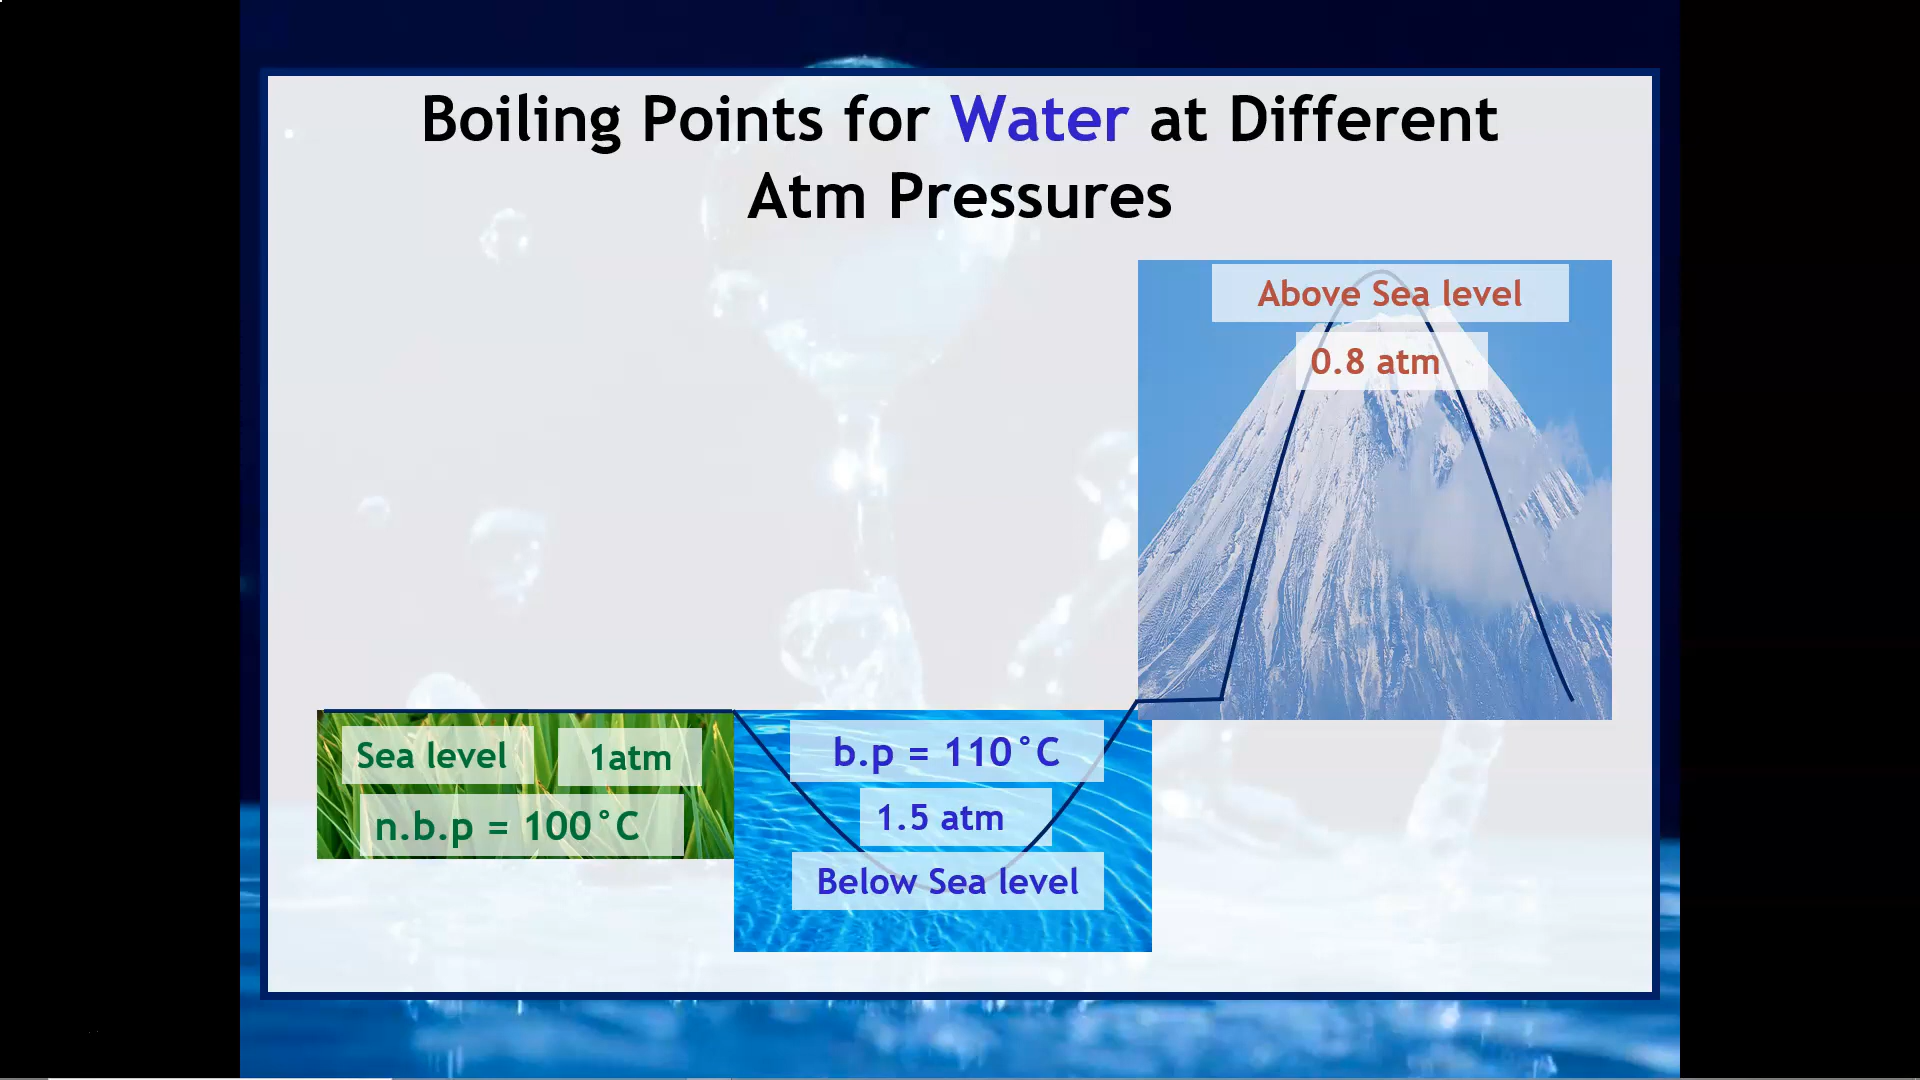 Boiling Points for Water at Different
Atm Pressures
Above Sea level
0.8 atm
Sea level
1atm
n.b.p = 100°C
b.p = 110°C
1.5 atm
Below Sea level